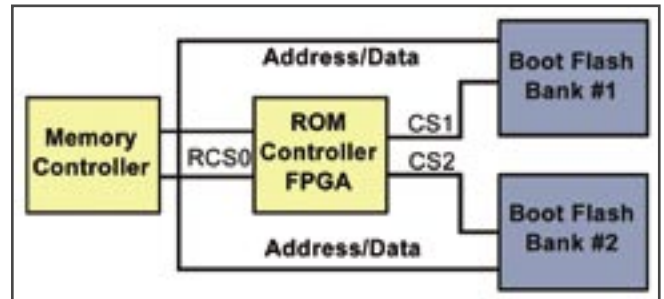 Address/Data
Boot Flash
Bank #1
Memory
Controller
RCS0
ROM
Controller
FPGA
CS1
CS2
Boot Flash
Bank #2
Address/Data